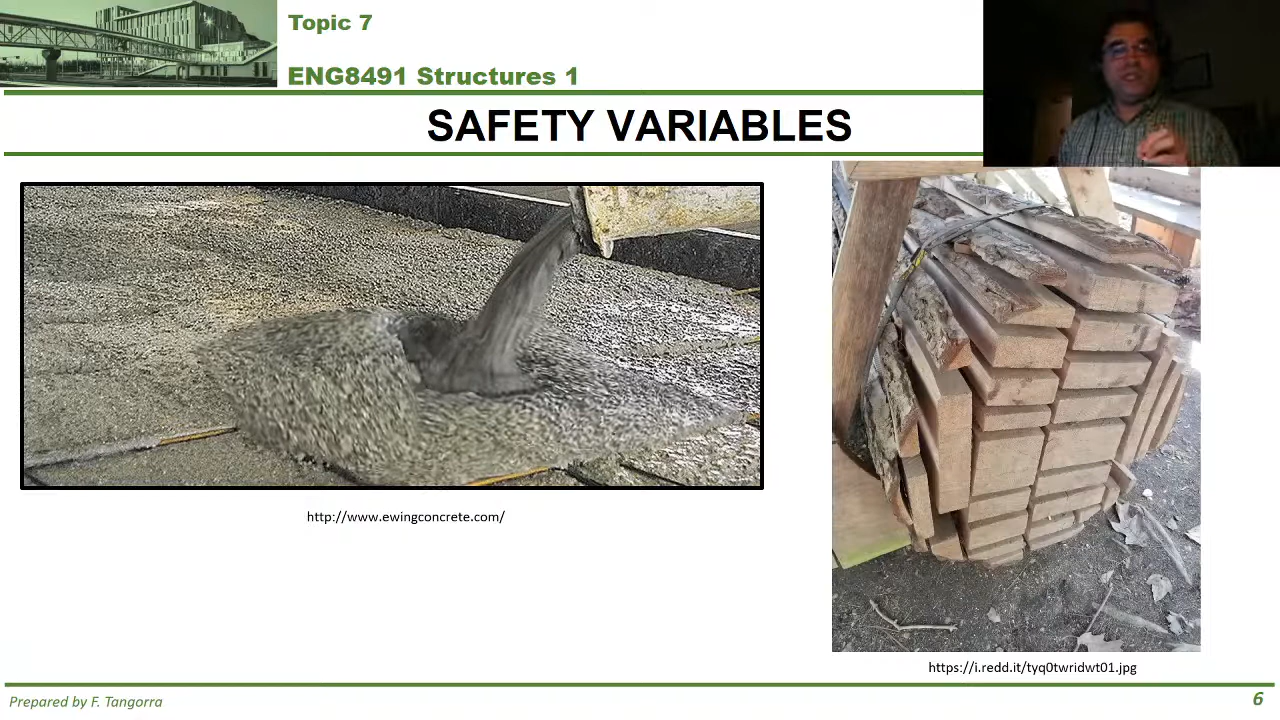 Topic 7
ENG8491 Structures 1
SAFETY VARIABLES
http://www.ewingconcrete.com/
https://i.redd.it/tyq0twridwt01.jpg
Prepared by F. Tangorra
6